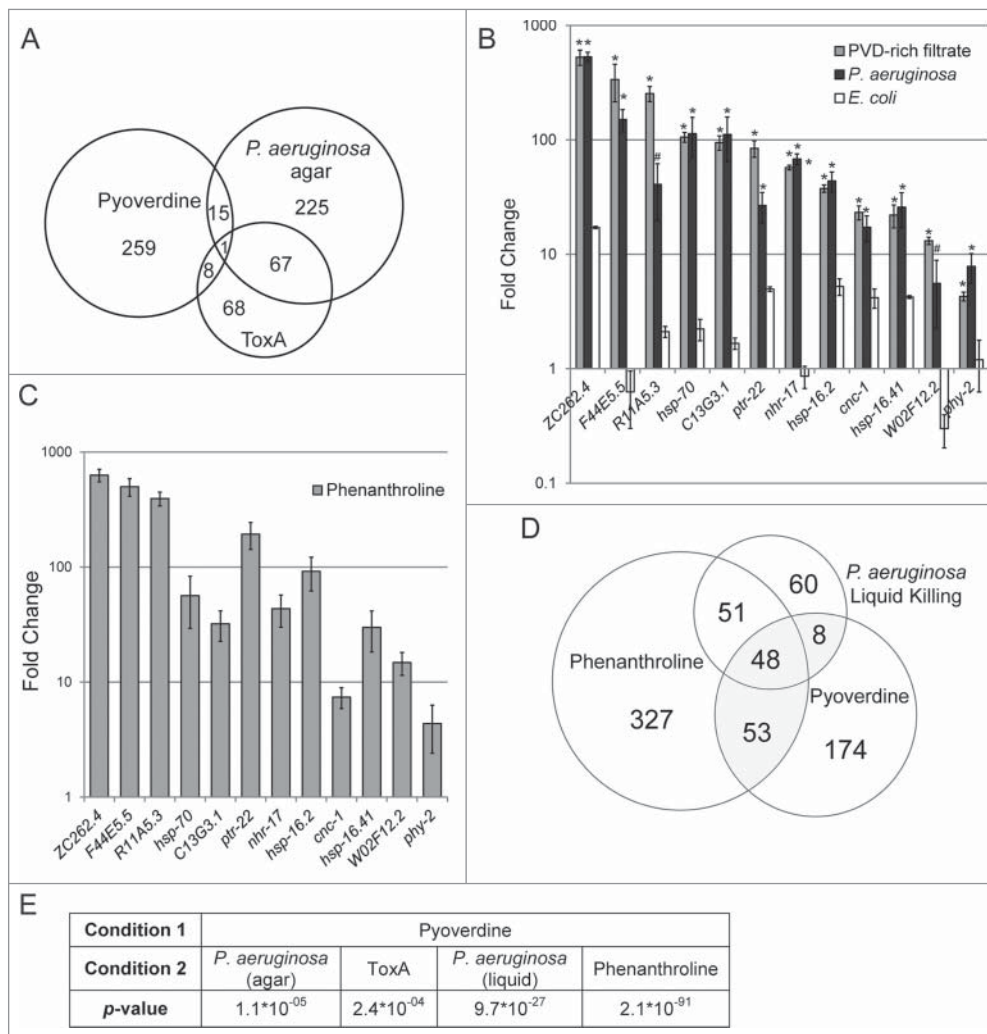 A
Pyoverdine
259
15
P. aeruginosa
agar
225
1
8
67
68
ToxA
B
1000
100
10
1
0.1
Fold Change
PVD-rich filtrate
P. aeruginosa
E. coli
* * * * * # * * * * * * * * * * * * * * * * # * *
ZC262.4
F44E5.5
R11A5.3
hsp-70
C13G3.1
ptr-22
nhr-17
hsp-16.2
cnc-1
hsp-16.41
W02F12.2
phy-2
C
1000
100
10
1
Fold Change
Phenanthroline
ZC262.4
F44E5.5
R11A5.3
hsp-70
C13G3.1
ptr-22
nhr-17
hsp-16.2
cnc-1
hsp-16.41
W02F12.2
phy-2
D
60
P. aeruginosa
Liquid Killing
51
8
48
Phenanthroline
Pyoverdine
327
53
174
E
Condition 1 Pyoverdine
Condition 2 P. aeruginosa (agar) ToxA P. aeruginosa (liquid) Phenanthroline
p-value 1.1*10-05 2.4*10-04 9.7*10-27 2.1*10-91